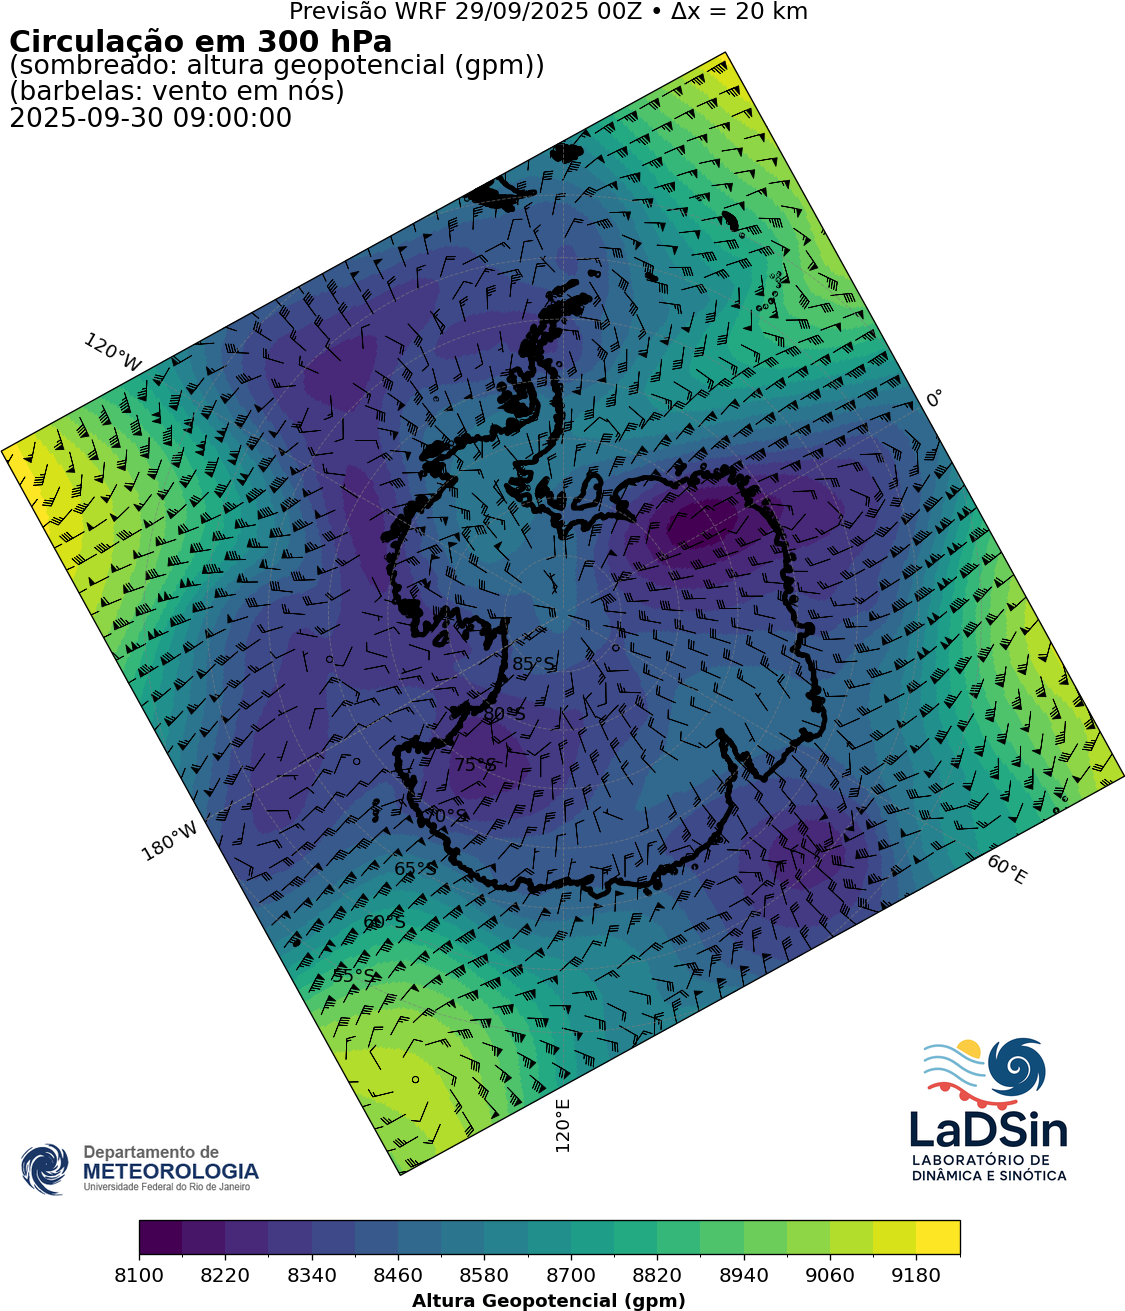 Previsão WRF 29/09/2025 00Z • Δx = 20 km
Circulação em 300 hPa
(sombreado: altura geopotencial (gpm))
(barbelas: vento em nós)
2025-09-30 09:00:00
120°W
0°
85°S
80°S
75°S
70°S
180°W
65°S
60°E
60°S
55°S
120°E
LaDSin
LABORATÓRIO DE
DINÂMICA E SINÓTICA
Departamento de
METEOROLOGIA
Universidade Federal do Rio de Janeiro
8100 8220 8340 8460 8580 8700 8820 8940 9060 9180
Altura Geopotencial (gpm)